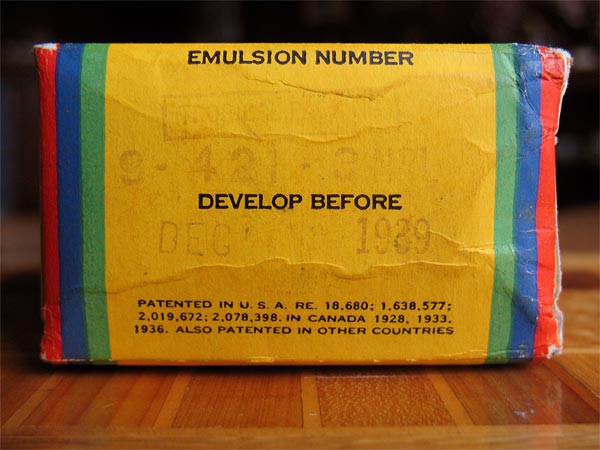 EMULSION NUMBER
9-421-3
DEVELOP BEFORE
DEC 1939
PATENTED IN U. S. A. RE. 18,680; 1,638,577;
2,019,672; 2,078,398. IN CANADA 1928, 1933,
1936. ALSO PATENTED IN OTHER COUNTRIES